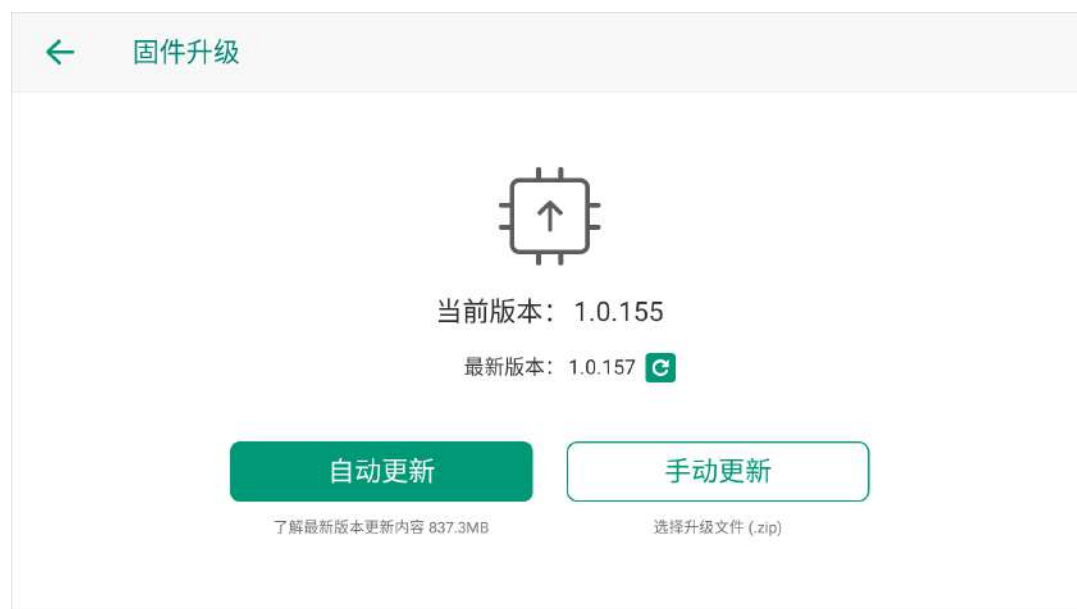 固件升级
当前版本： 1.0.155
最新版本： 1.0.157
自动更新
手动更新
了解最新版本更新内容 837.3MB
选择升级文件 (.zip)